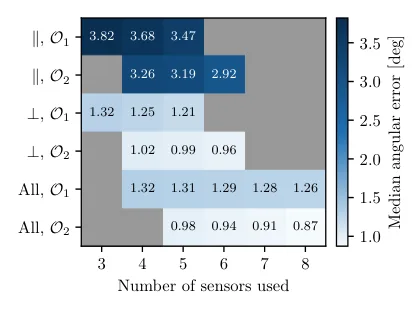 ∥, 𝒪₁ 3.82 3.68 3.47
∥, 𝒪₂ 3.26 3.19 2.92
⊥, 𝒪₁ 1.32 1.25 1.21
⊥, 𝒪₂ 1.02 0.99 0.96
All, 𝒪₁ 1.32 1.31 1.29 1.28 1.26
All, 𝒪₂ 0.98 0.94 0.91 0.87
3 4 5 6 7 8
Number of sensors used
3.5
3.0
2.5
2.0
1.5
1.0
Median angular error [deg]